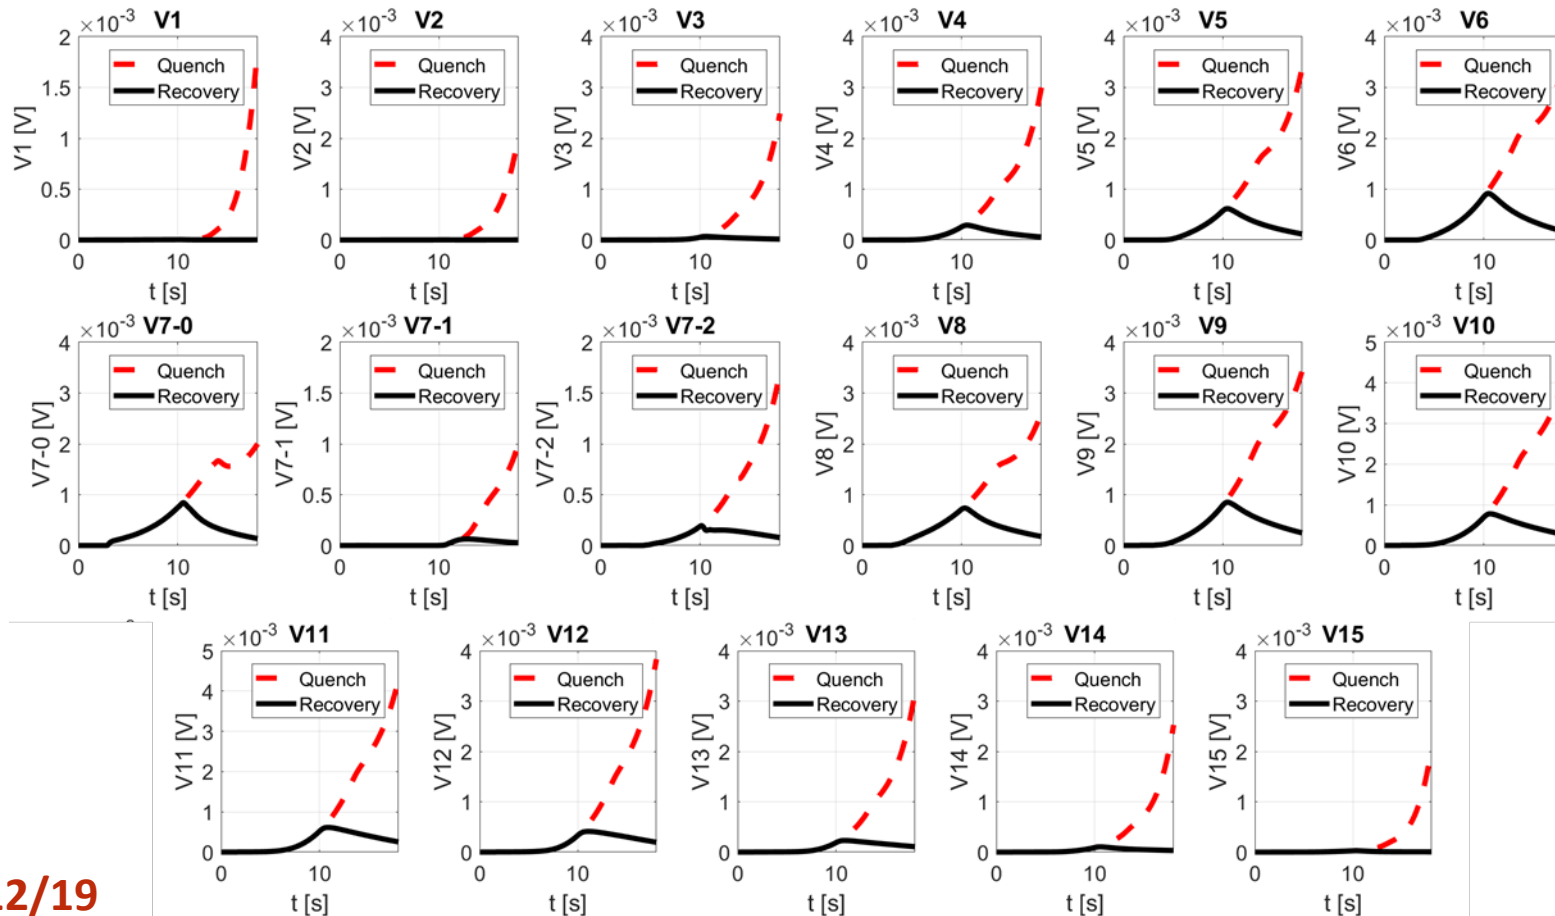 ×10⁻³ V1
2
1.5
1
0.5
0
V1 [V]
Quench
Recovery
0 10
t [s]
×10⁻³ V2
4
3
2
1
0
V2 [V]
Quench
Recovery
0 10
t [s]
×10⁻³ V3
4
3
2
1
0
V3 [V]
Quench
Recovery
0 10
t [s]
×10⁻³ V4
4
3
2
1
0
V4 [V]
Quench
Recovery
0 10
t [s]
×10⁻³ V5
4
3
2
1
0
V5 [V]
Quench
Recovery
0 10
t [s]
×10⁻³ V6
4
3
2
1
0
V6 [V]
Quench
Recovery
0 10
t [s]
×10⁻³ V7-0
4
3
2
1
0
V7-0 [V]
Quench
Recovery
0 10
t [s]
×10⁻³ V7-1
2
1.5
1
0.5
0
V7-1 [V]
Quench
Recovery
0 10
t [s]
×10⁻³ V7-2
2
1.5
1
0.5
0
V7-2 [V]
Quench
Recovery
0 10
t [s]
×10⁻³ V8
4
3
2
1
0
V8 [V]
Quench
Recovery
0 10
t [s]
×10⁻³ V9
4
3
2
1
0
V9 [V]
Quench
Recovery
0 10
t [s]
×10⁻³ V10
5
4
3
2
1
0
V10 [V]
Quench
Recovery
0 10
t [s]
×10⁻³ V11
5
4
3
2
1
0
V11 [V]
Quench
Recovery
0 10
t [s]
×10⁻³ V12
4
3
2
1
0
V12 [V]
Quench
Recovery
0 10
t [s]
×10⁻³ V13
4
3
2
1
0
V13 [V]
Quench
Recovery
0 10
t [s]
×10⁻³ V14
4
3
2
1
0
V14 [V]
Quench
Recovery
0 10
t [s]
×10⁻³ V15
4
3
2
1
0
V15 [V]
Quench
Recovery
0 10
t [s]
12/19